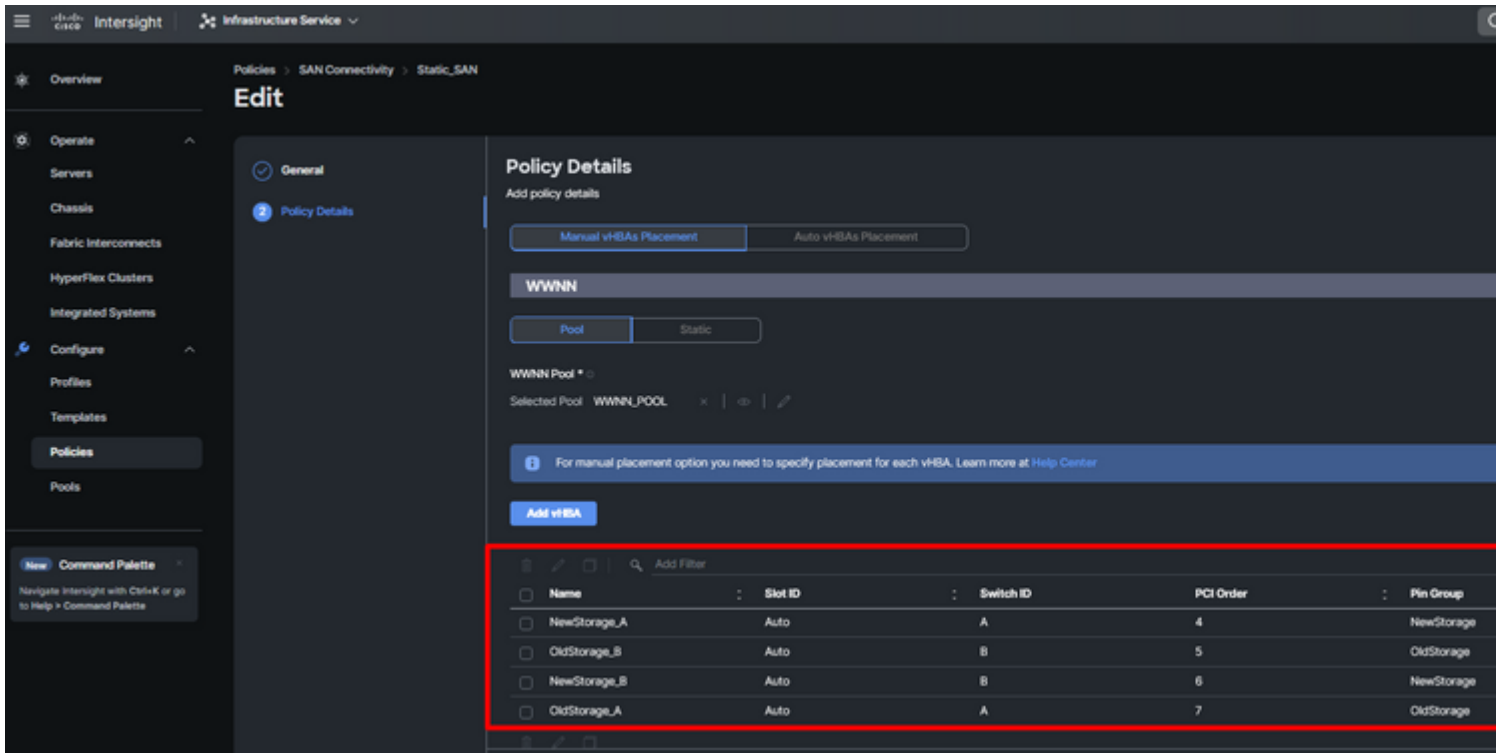 cisco Intersight Infrastructure Service
Policies > SAN Connectivity > Static_SAN
Edit
Overview
Operate
Servers
Chassis
Fabric Interconnects
HyperFlex Clusters
Integrated Systems
Configure
Profiles
Templates
Policies
Pools
New Command Palette
Navigate Intersight with Ctrl+K or go
to Help > Command Palette
General
2 Policy Details
Policy Details
Add policy details
Manual vHBAs Placement Auto vHBAs Placement
WWNN
Pool Static
WWNN Pool *
Selected Pool WWNN_POOL
For manual placement option you need to specify placement for each vHBA. Learn more at Help Center
Add vHBA
Add Filter
Name Slot ID Switch ID PCI Order Pin Group
NewStorage_A Auto A 4 NewStorage
OldStorage_B Auto B 5 OldStorage
NewStorage_B Auto B 6 NewStorage
OldStorage_A Auto A 7 OldStorage